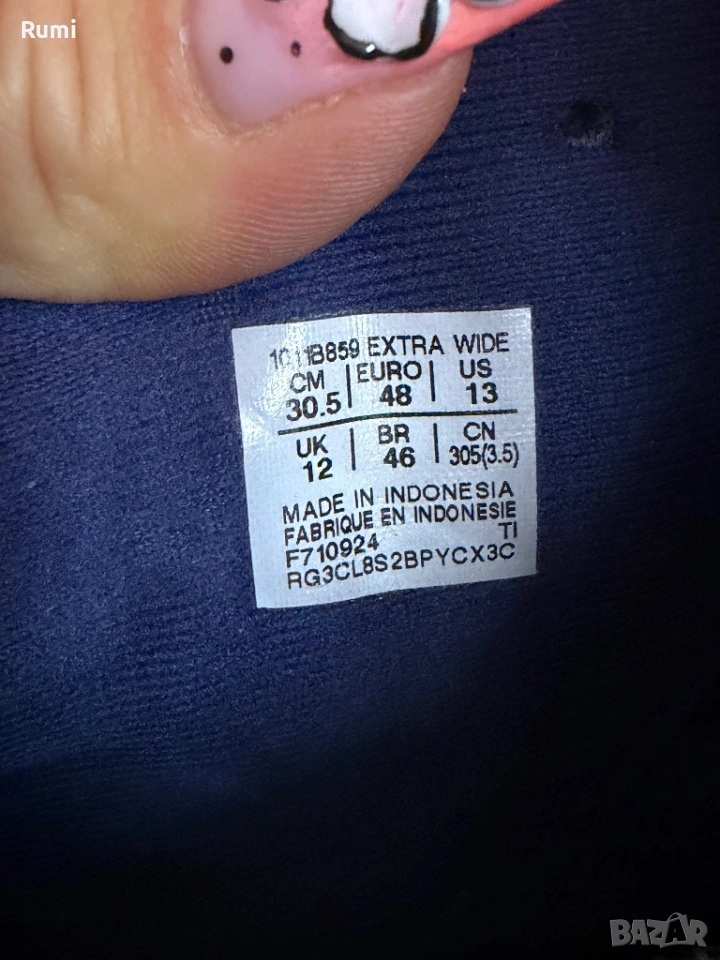 Rumi
1011B859 EXTRA WIDE
CM | EURO | US
30.5 | 48 | 13
UK | BR | CN
12 | 46 | 305(3.5)
MADE IN INDONESIA
FABRIQUE EN INDONESIE
F710924 TI
RG3CL8S2BPYCX3C
BAZAR